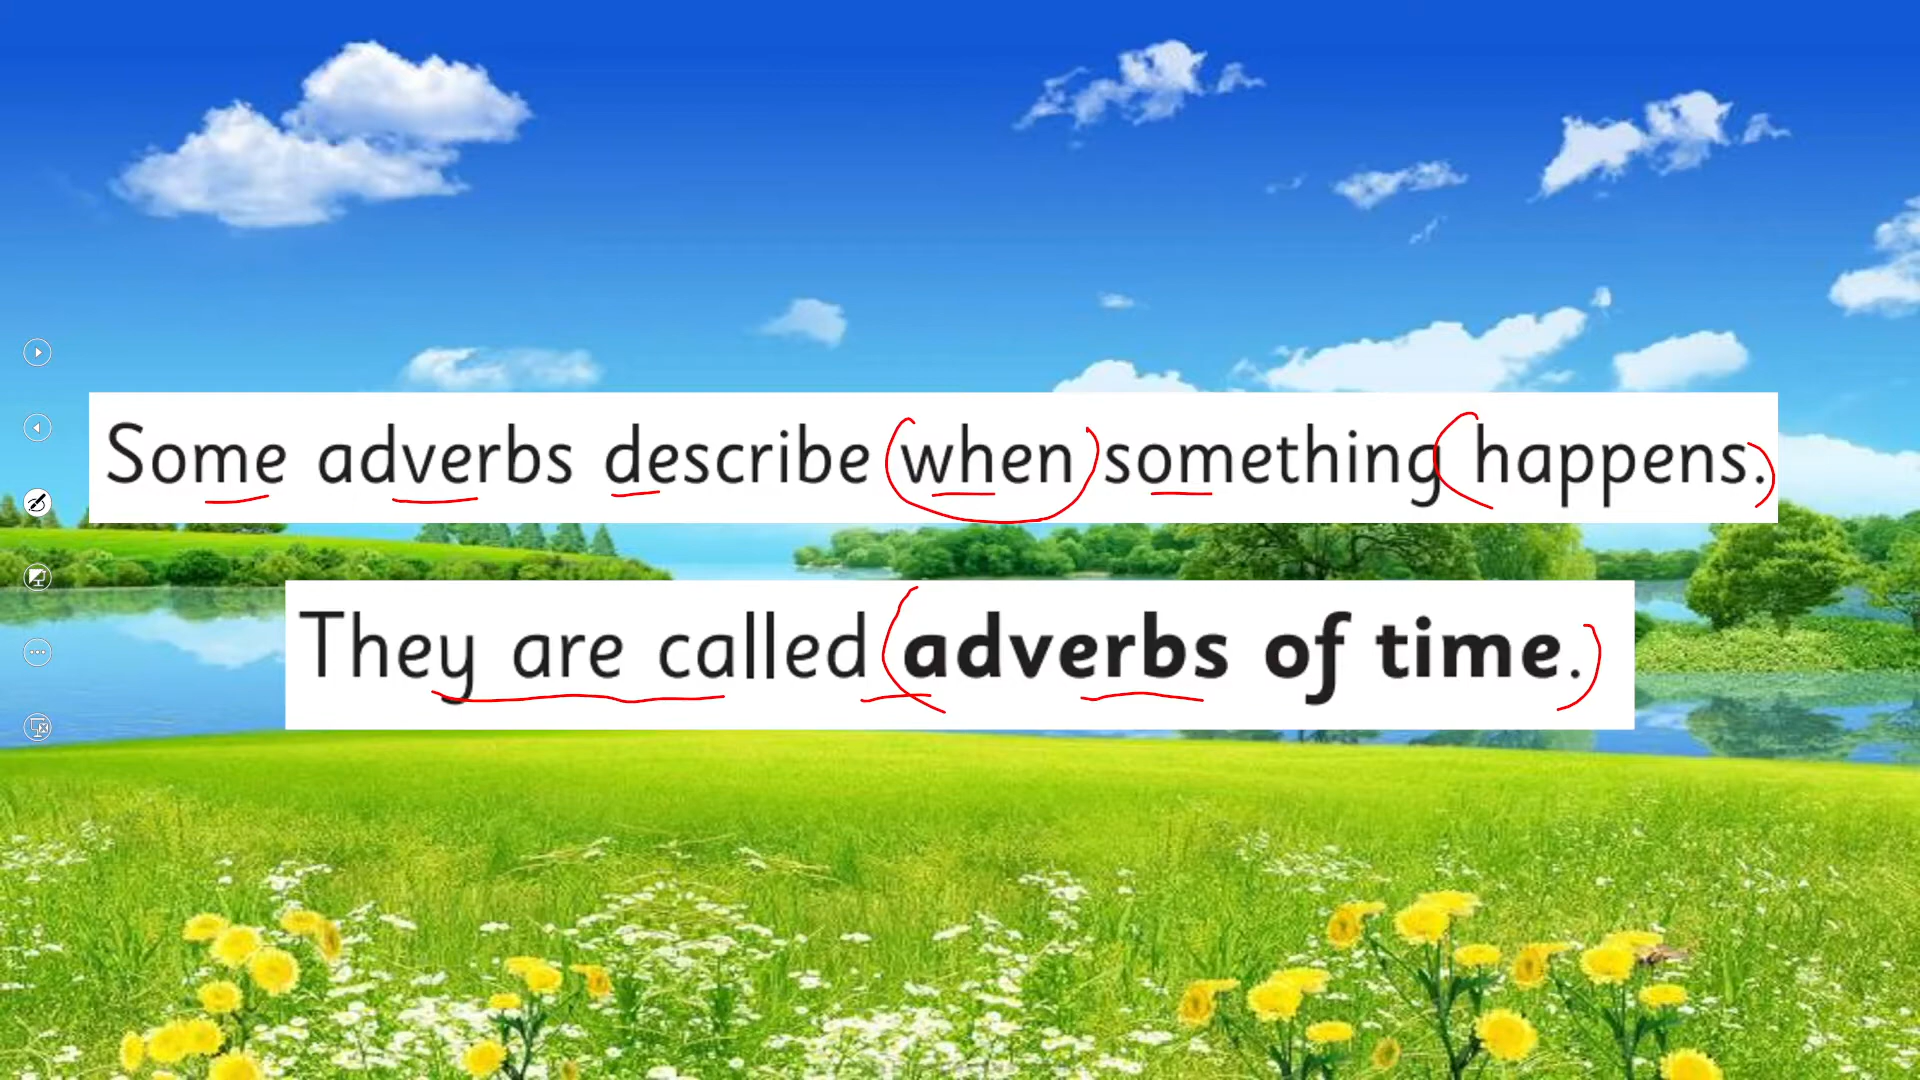 Some adverbs describe when something happens.
They are called adverbs of time.